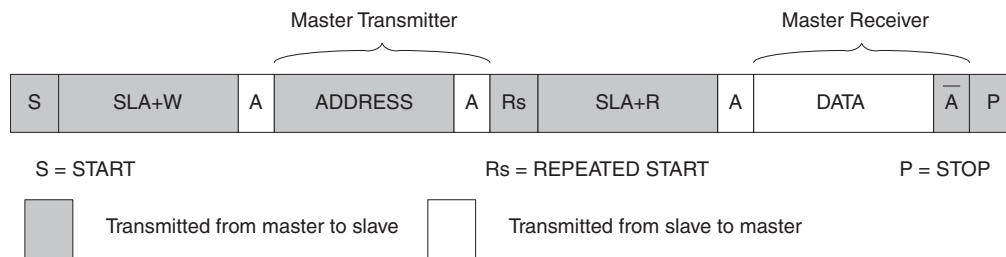 Master Transmitter Master Receiver
S SLA+W A ADDRESS A Rs SLA+R A DATA A̅ P
S = START Rs = REPEATED START P = STOP
Transmitted from master to slave Transmitted from slave to master